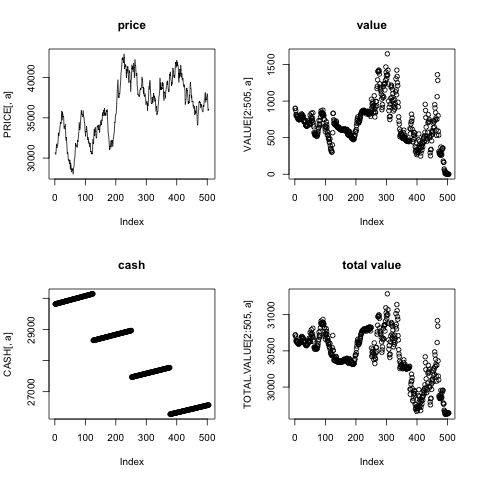 price
PRICE[, a]
30000 35000 40000
0 100 200 300 400 500
Index
value
VALUE[2:505, a]
0 500 1000 1500
0 100 200 300 400 500
Index
cash
CASH[, a]
27000 29000
0 100 200 300 400 500
Index
total value
TOTAL.VALUE[2:505, a]
30000 30500 31000
0 100 200 300 400 500
Index